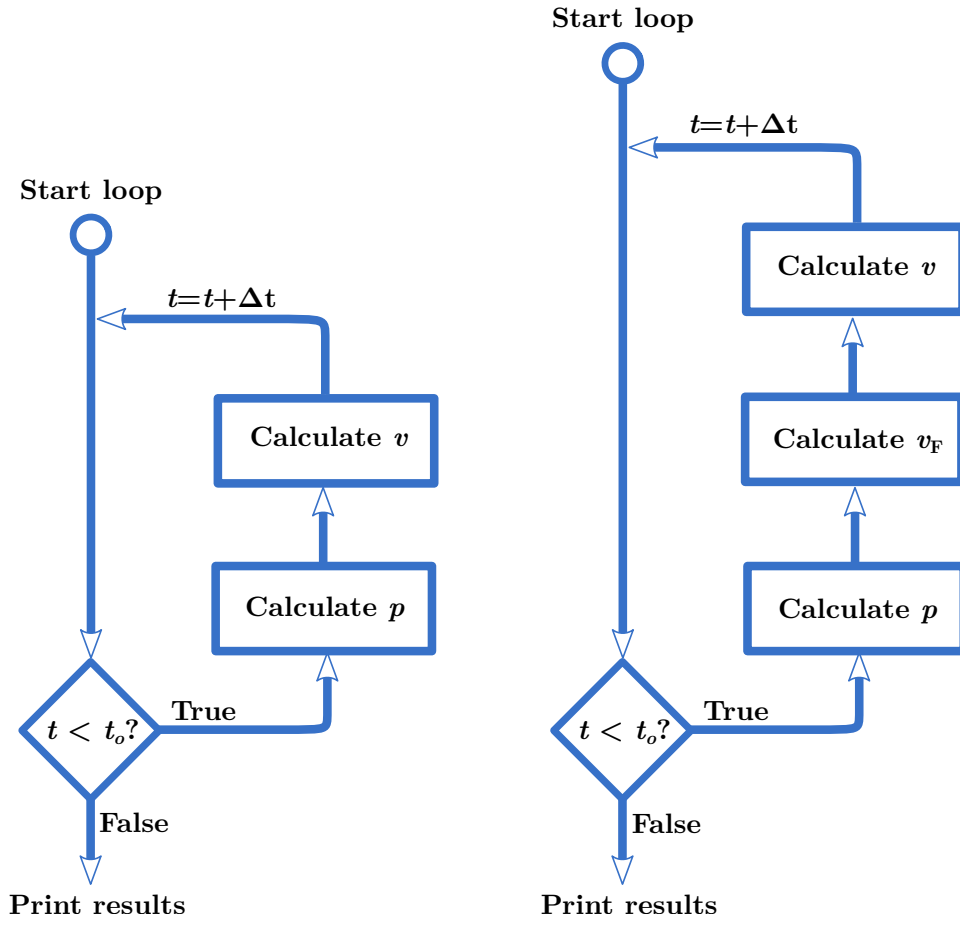 Start loop
t=t+Δt
Calculate v
Calculate p
True
t < tₒ?
False
Print results
Start loop
t=t+Δt
Calculate v
Calculate v_F
Calculate p
True
t < tₒ?
False
Print results